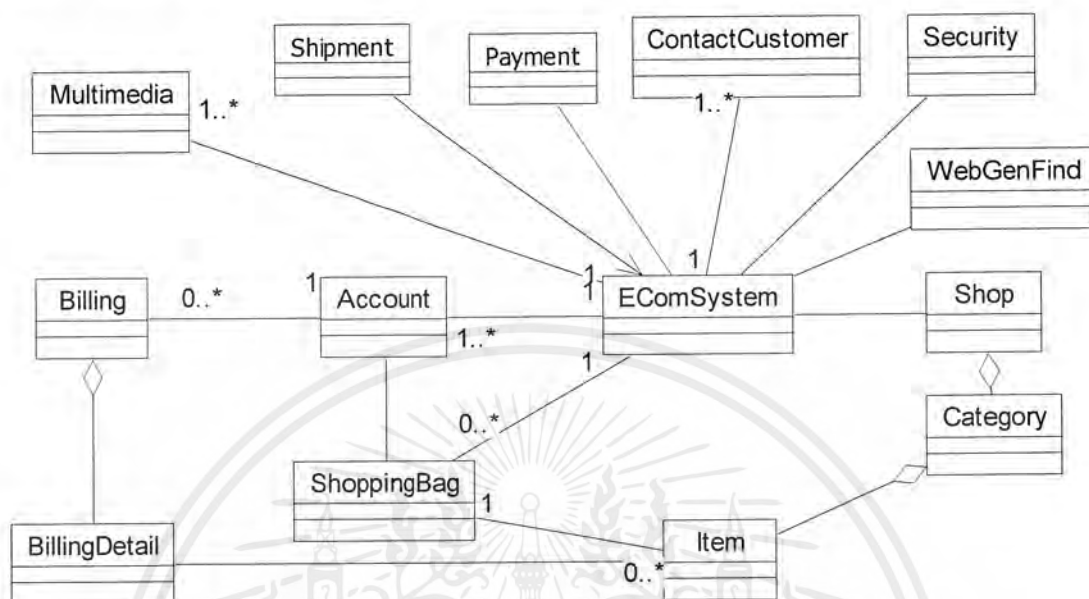 Shipment
Payment
ContactCustomer
Security
Multimedia
1..*
1..*
WebGenFind
1
1
1
Billing
0..*
1
Account
1..*
EComSystem
Shop
1
0..*
Category
ShoppingBag
1
BillingDetail
Item
0..*